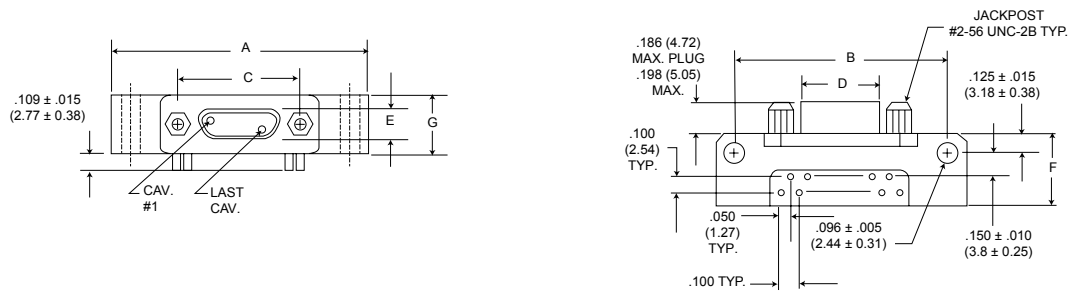 A
C
.109 ± .015
(2.77 ± 0.38)
E
G
CAV.
#1
LAST
CAV.
JACKPOST
#2-56 UNC-2B TYP.
.186 (4.72)
MAX. PLUG
.198 (5.05)
MAX.
B
D
.125 ± .015
(3.18 ± 0.38)
.100
(2.54)
TYP.
F
.050
(1.27)
TYP.
.096 ± .005
(2.44 ± 0.31)
.150 ± .010
(3.8 ± 0.25)
.100 TYP.